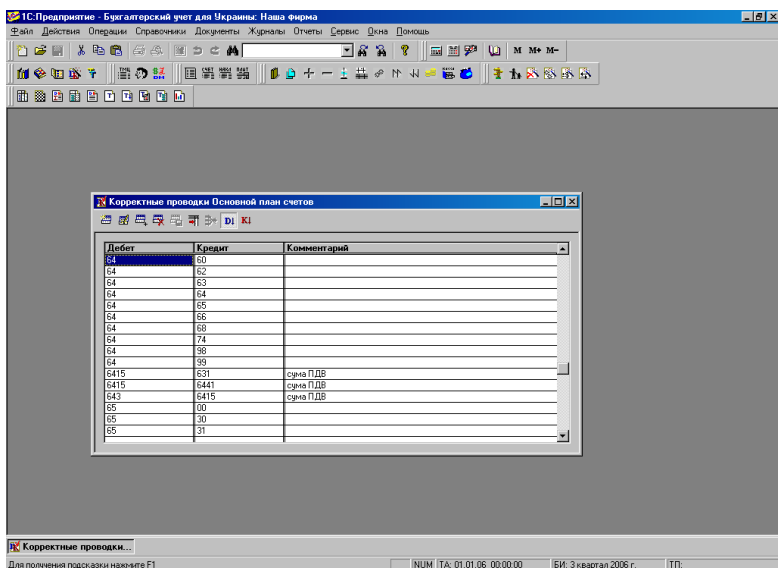 1С:Предприятие - Бухгалтерский учет для Украины: Наша фирма
Файл Действия Операции Справочники Документы Журналы Отчеты Сервис Окна Помощь
M M+ M-
Корректные проводки Основной план счетов
Dt Kt
Дебет Кредит Комментарий
64 60
64 62
64 63
64 64
64 65
64 66
64 68
64 74
64 98
64 99
6415 631 сума ПДВ
6415 6441 сума ПДВ
643 6415 сума ПДВ
65 00
65 30
65 31
Корректные проводки...
Для получения подсказки нажмите F1 NUM ТА: 01.01.06 00:00:00 БИ: 3 квартал 2006 г. ТП: